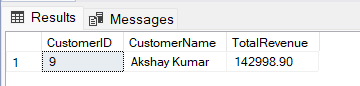 Results Messages
CustomerID CustomerName TotalRevenue
1 9 Akshay Kumar 142998.90